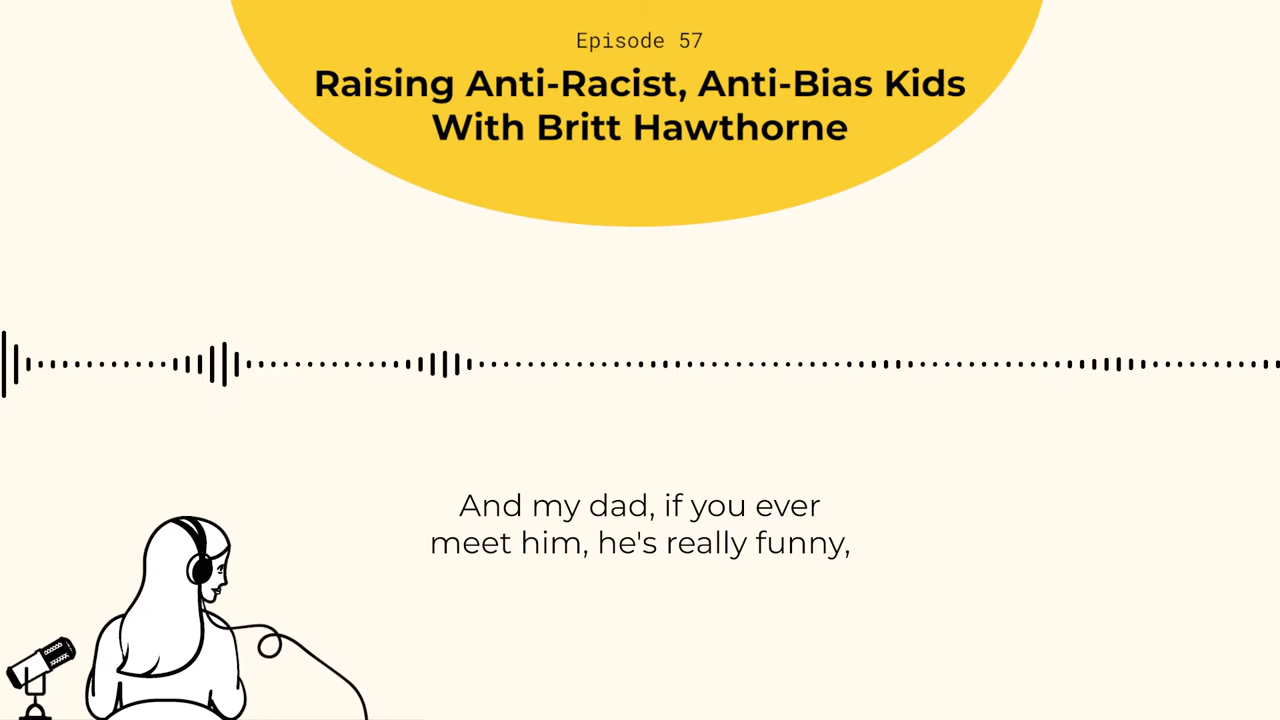 Episode 57
Raising Anti-Racist, Anti-Bias Kids
With Britt Hawthorne
And my dad, if you ever
meet him, he's really funny,